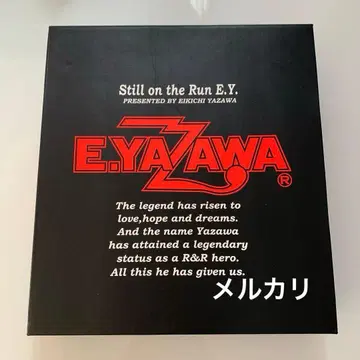 Still on the Run E.Y.
PRESENTED BY EIKICHI YAZAWA
E.YAZAWA®
The legend has risen to
love,hope and dreams.
And the name Yazawa
has attained a legendary
status as a R&R hero.
All this he has given us.
メルカリ